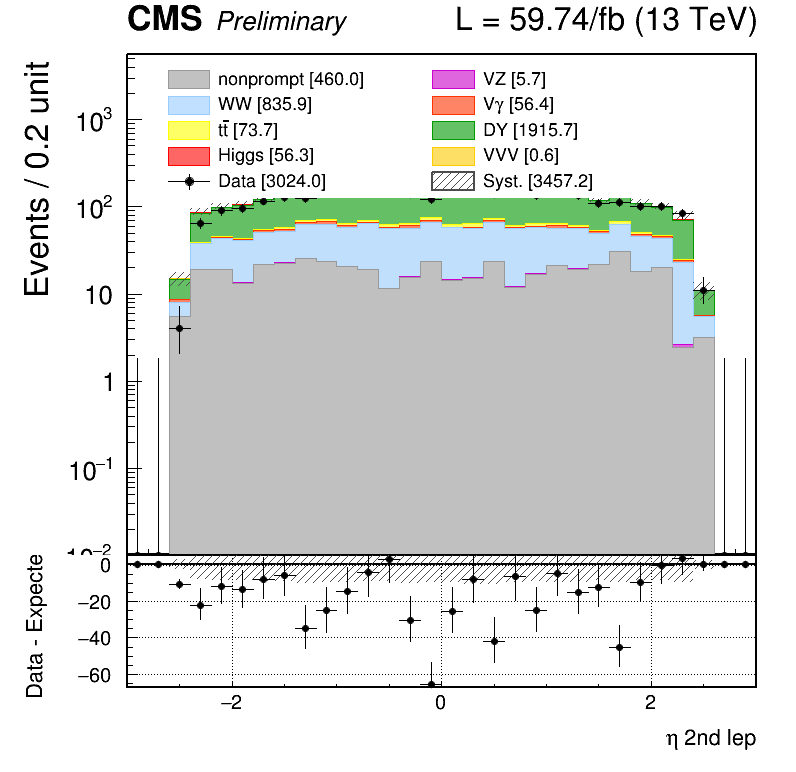 CMS Preliminary L = 59.74/fb (13 TeV)
Events / 0.2 unit
nonprompt [460.0] VZ [5.7]
WW [835.9] Vγ [56.4]
tt̄ [73.7] DY [1915.7]
Higgs [56.3] VVV [0.6]
Data [3024.0] Syst. [3457.2]
10³
10²
10
1
10⁻¹
10⁻²
Data - Expecte
0
−20
−40
−60
−2 0 2
η 2nd lep